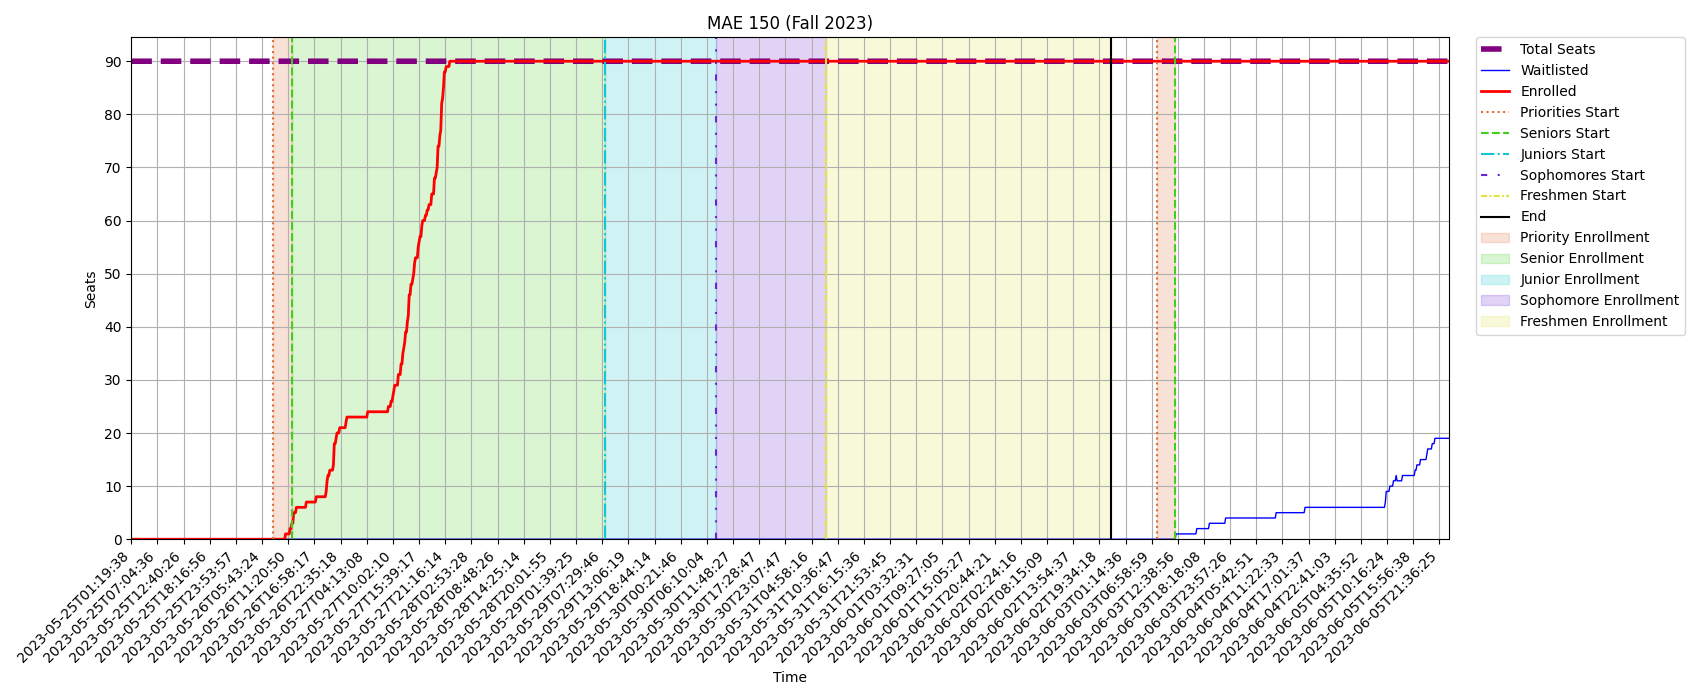 MAE 150 (Fall 2023)
Seats
90
80
70
60
50
40
30
20
10
0
2023-05-25T01:19:38
2023-05-25T07:04:36
2023-05-25T12:40:26
2023-05-25T18:16:56
2023-05-25T23:53:57
2023-05-26T05:43:24
2023-05-26T11:20:50
2023-05-26T16:58:17
2023-05-26T22:35:18
2023-05-27T04:13:08
2023-05-27T10:02:10
2023-05-27T15:39:17
2023-05-27T21:16:14
2023-05-28T02:53:28
2023-05-28T08:48:26
2023-05-28T14:25:14
2023-05-28T20:01:55
2023-05-29T01:39:25
2023-05-29T07:29:46
2023-05-29T13:06:19
2023-05-29T18:44:14
2023-05-30T00:21:46
2023-05-30T06:10:04
2023-05-30T11:48:27
2023-05-30T17:28:47
2023-05-30T23:07:47
2023-05-31T04:58:16
2023-05-31T10:36:47
2023-05-31T16:15:36
2023-05-31T21:53:45
2023-06-01T03:32:31
2023-06-01T09:27:05
2023-06-01T15:05:27
2023-06-01T20:44:21
2023-06-02T02:24:16
2023-06-02T08:15:09
2023-06-02T13:54:37
2023-06-02T19:34:18
2023-06-03T01:14:36
2023-06-03T06:58:59
2023-06-03T12:38:56
2023-06-03T18:18:08
2023-06-03T23:57:26
2023-06-04T05:42:51
2023-06-04T11:22:33
2023-06-04T17:01:37
2023-06-04T22:41:03
2023-06-05T04:35:52
2023-06-05T10:16:24
2023-06-05T15:56:38
2023-06-05T21:36:25
Time
Total Seats
Waitlisted
Enrolled
Priorities Start
Seniors Start
Juniors Start
Sophomores Start
Freshmen Start
End
Priority Enrollment
Senior Enrollment
Junior Enrollment
Sophomore Enrollment
Freshmen Enrollment